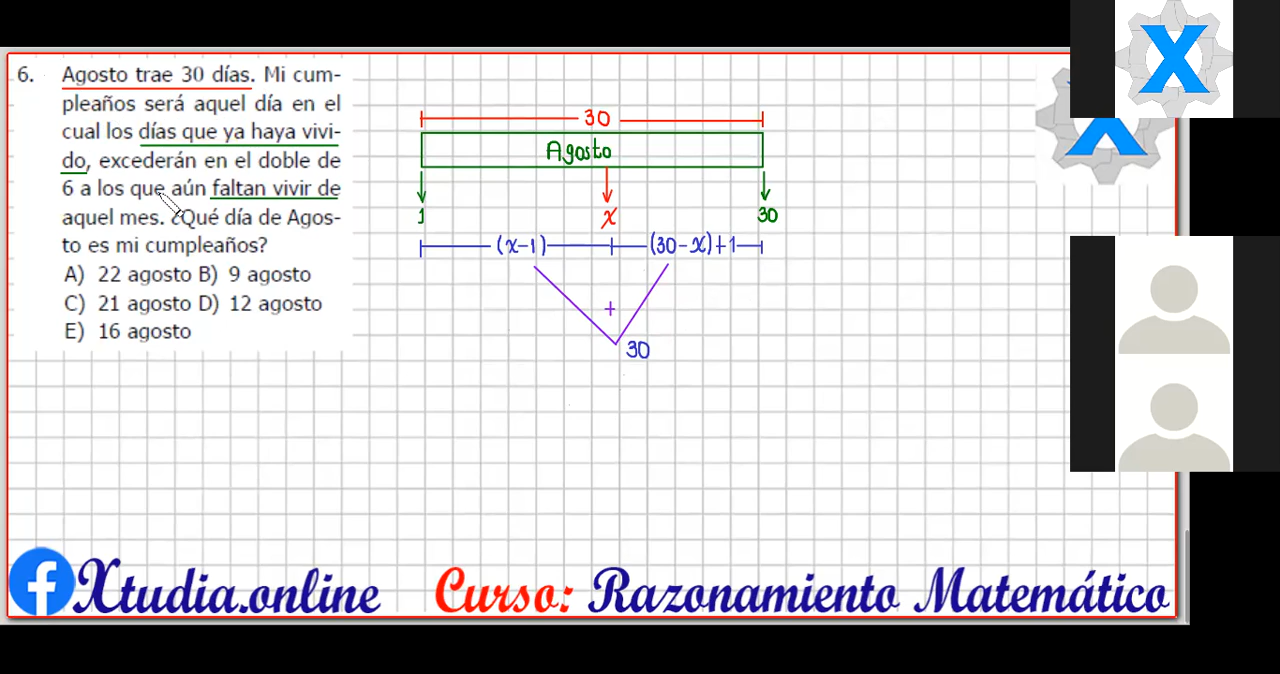 6. Agosto trae 30 días. Mi cum-
pleaños será aquel día en el
cual los días que ya haya vivi-
do, excederán en el doble de
6 a los que aún faltan vivir de
aquel mes. ¿Qué día de Agos-
to es mi cumpleaños?
A) 22 agosto B) 9 agosto
C) 21 agosto D) 12 agosto
E) 16 agosto
30
Agosto
1 x 30
(x-1) (30-x)+1
+
30
X
X
f Xtudia.online Curso: Razonamiento Matemático